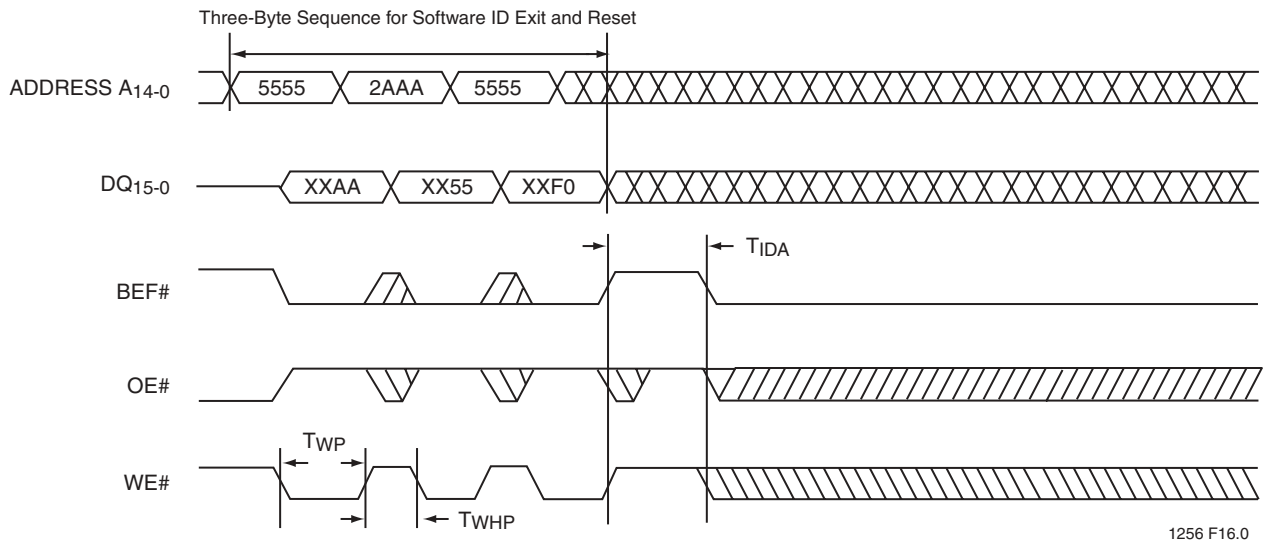 Three-Byte Sequence for Software ID Exit and Reset
ADDRESS A14-0 5555 2AAA 5555
DQ15-0 XXAA XX55 XXF0
TIDA
BEF#
OE#
TWP
WE#
TWHP
1256 F16.0